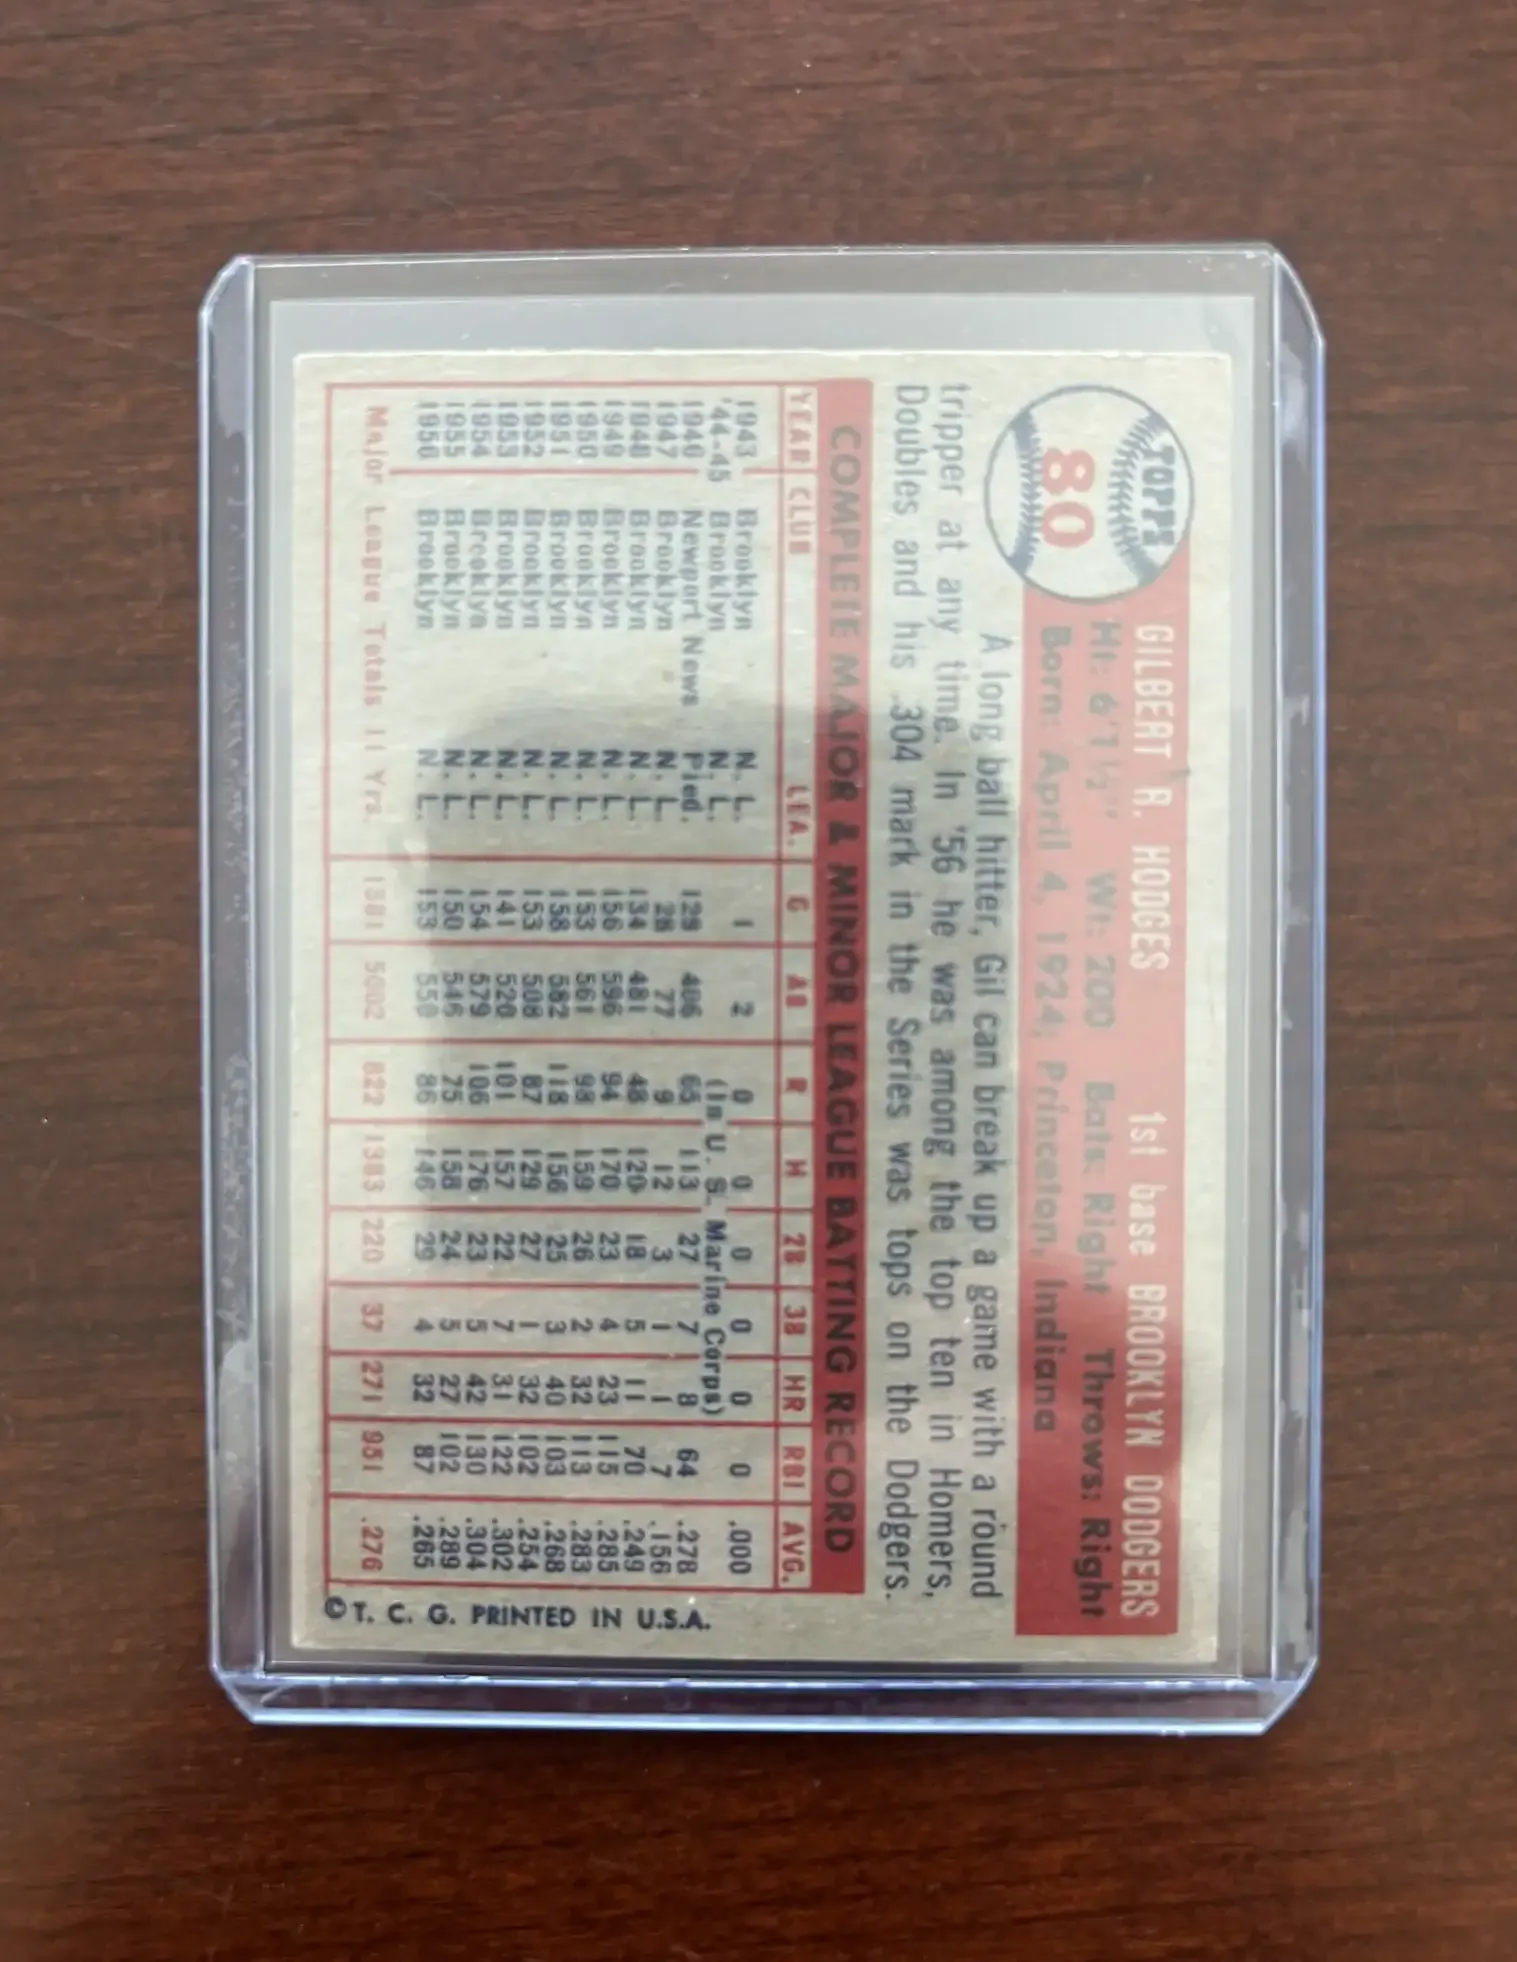 TOPPS
80
GILBERT R. HODGES 1st base BROOKLYN DODGERS
Ht: 6'1½" Wt: 200 Bats: Right Throws: Right
Born: April 4, 1924, Princeton, Indiana
A long ball hitter, Gil can break up a game with a round
tripper at any time. In '56 he was among the top ten in Homers,
Doubles and his .304 mark in the Series was tops on the Dodgers.
COMPLETE MAJOR & MINOR LEAGUE BATTING RECORD
YEAR CLUB LEA. G AB R H 2B 3B HR RBI AVG.
1943 Brooklyn N. L. 1 2 0 0 0 0 0 0 .000
'44-45 Brooklyn N. L. (In U. S. Marine Corps)
1946 Newport News Pied. 129 406 65 113 27 7 8 64 .278
1947 Brooklyn N. L. 28 77 9 12 3 1 1 7 .156
1948 Brooklyn N. L. 134 481 48 120 18 5 11 70 .249
1949 Brooklyn N. L. 156 596 94 170 23 4 23 115 .285
1950 Brooklyn N. L. 153 561 98 159 26 2 32 113 .283
1951 Brooklyn N. L. 158 582 118 156 25 3 40 103 .268
1952 Brooklyn N. L. 153 508 87 129 27 1 32 102 .254
1953 Brooklyn N. L. 141 520 101 157 22 7 31 122 .302
1954 Brooklyn N. L. 154 579 106 176 23 5 42 130 .304
1955 Brooklyn N. L. 150 546 75 158 24 5 27 102 .289
1956 Brooklyn N. L. 153 550 86 146 29 4 32 87 .265
Major League Totals 11 Yrs. 1381 5002 822 1383 220 37 271 951 .276
© T. C. G. PRINTED IN U.S.A.